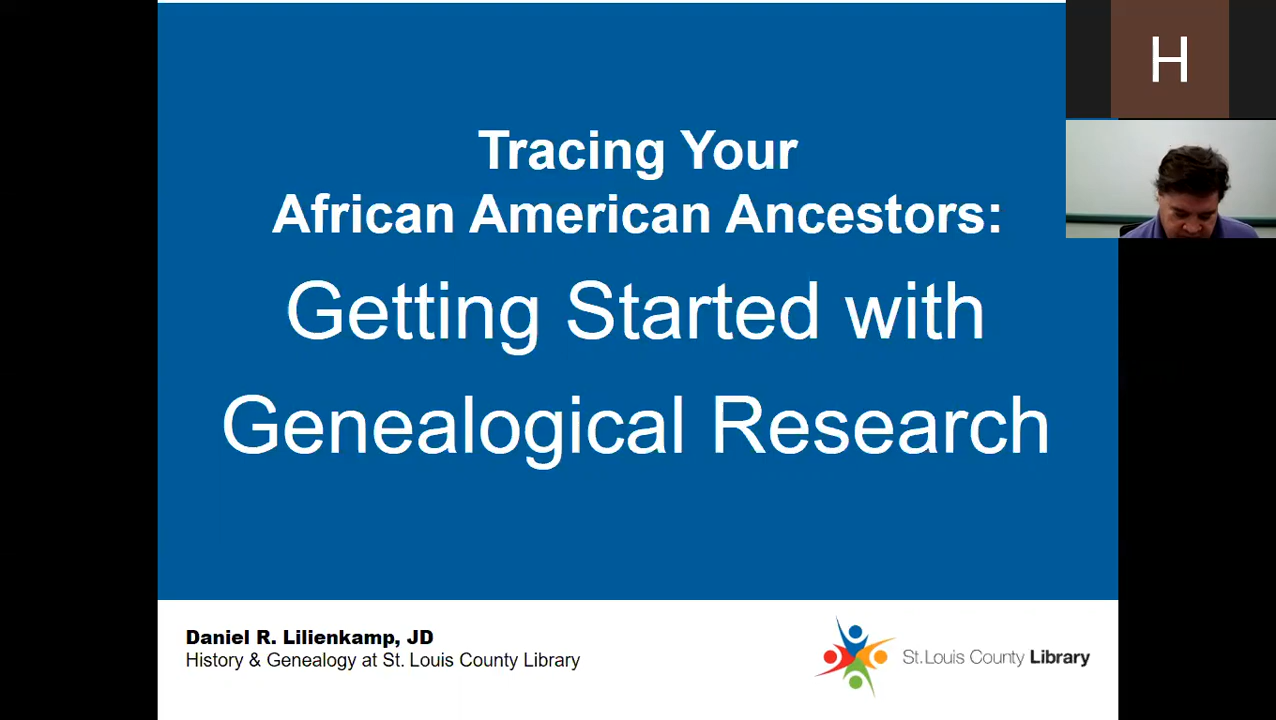 Tracing Your
African American Ancestors:
Getting Started with
Genealogical Research
H
Daniel R. Lilienkamp, JD
History & Genealogy at St. Louis County Library
St.Louis County Library